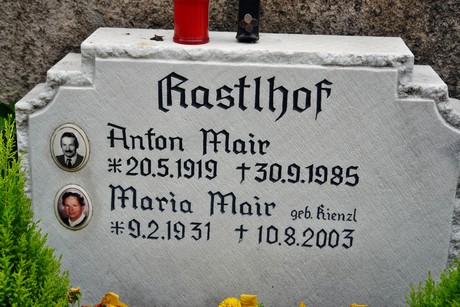 Rastlhof
Anton Mair
* 20.5.1919 † 30.9.1985
Maria Mair geb. Kienzl
* 9.2.1931 † 10.8.2003